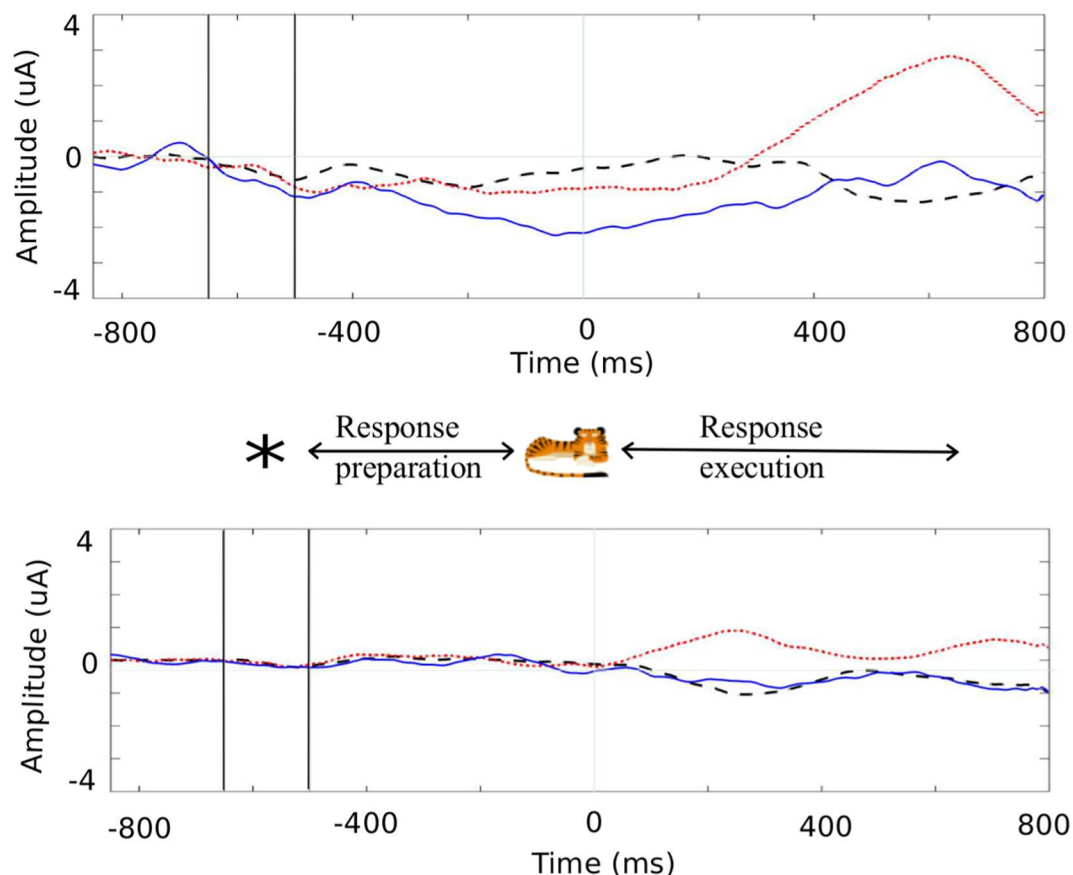 4
0
-4
Amplitude (uA)
-800 -400 0 400 800
Time (ms)
* Response preparation
Response execution
4
0
-4
Amplitude (uA)
-800 -400 0 400 800
Time (ms)